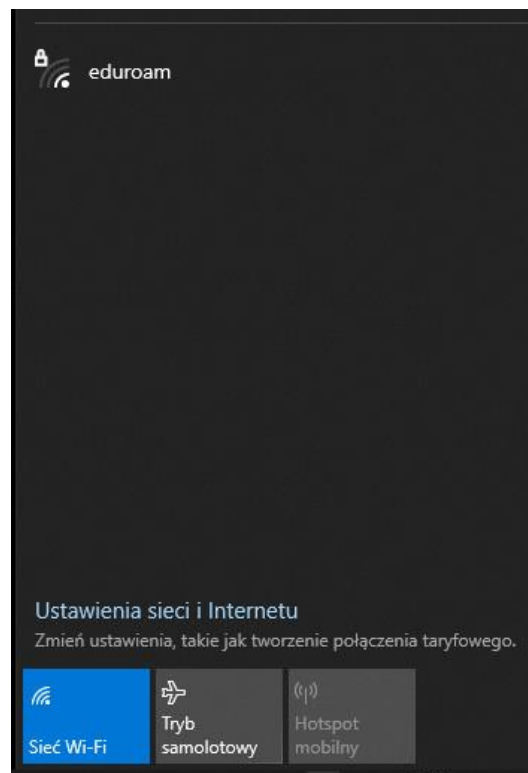 eduroam
Ustawienia sieci i Internetu
Zmień ustawienia, takie jak tworzenie połączenia taryfowego.
Sieć Wi-Fi
Tryb
samolotowy
Hotspot
mobilny